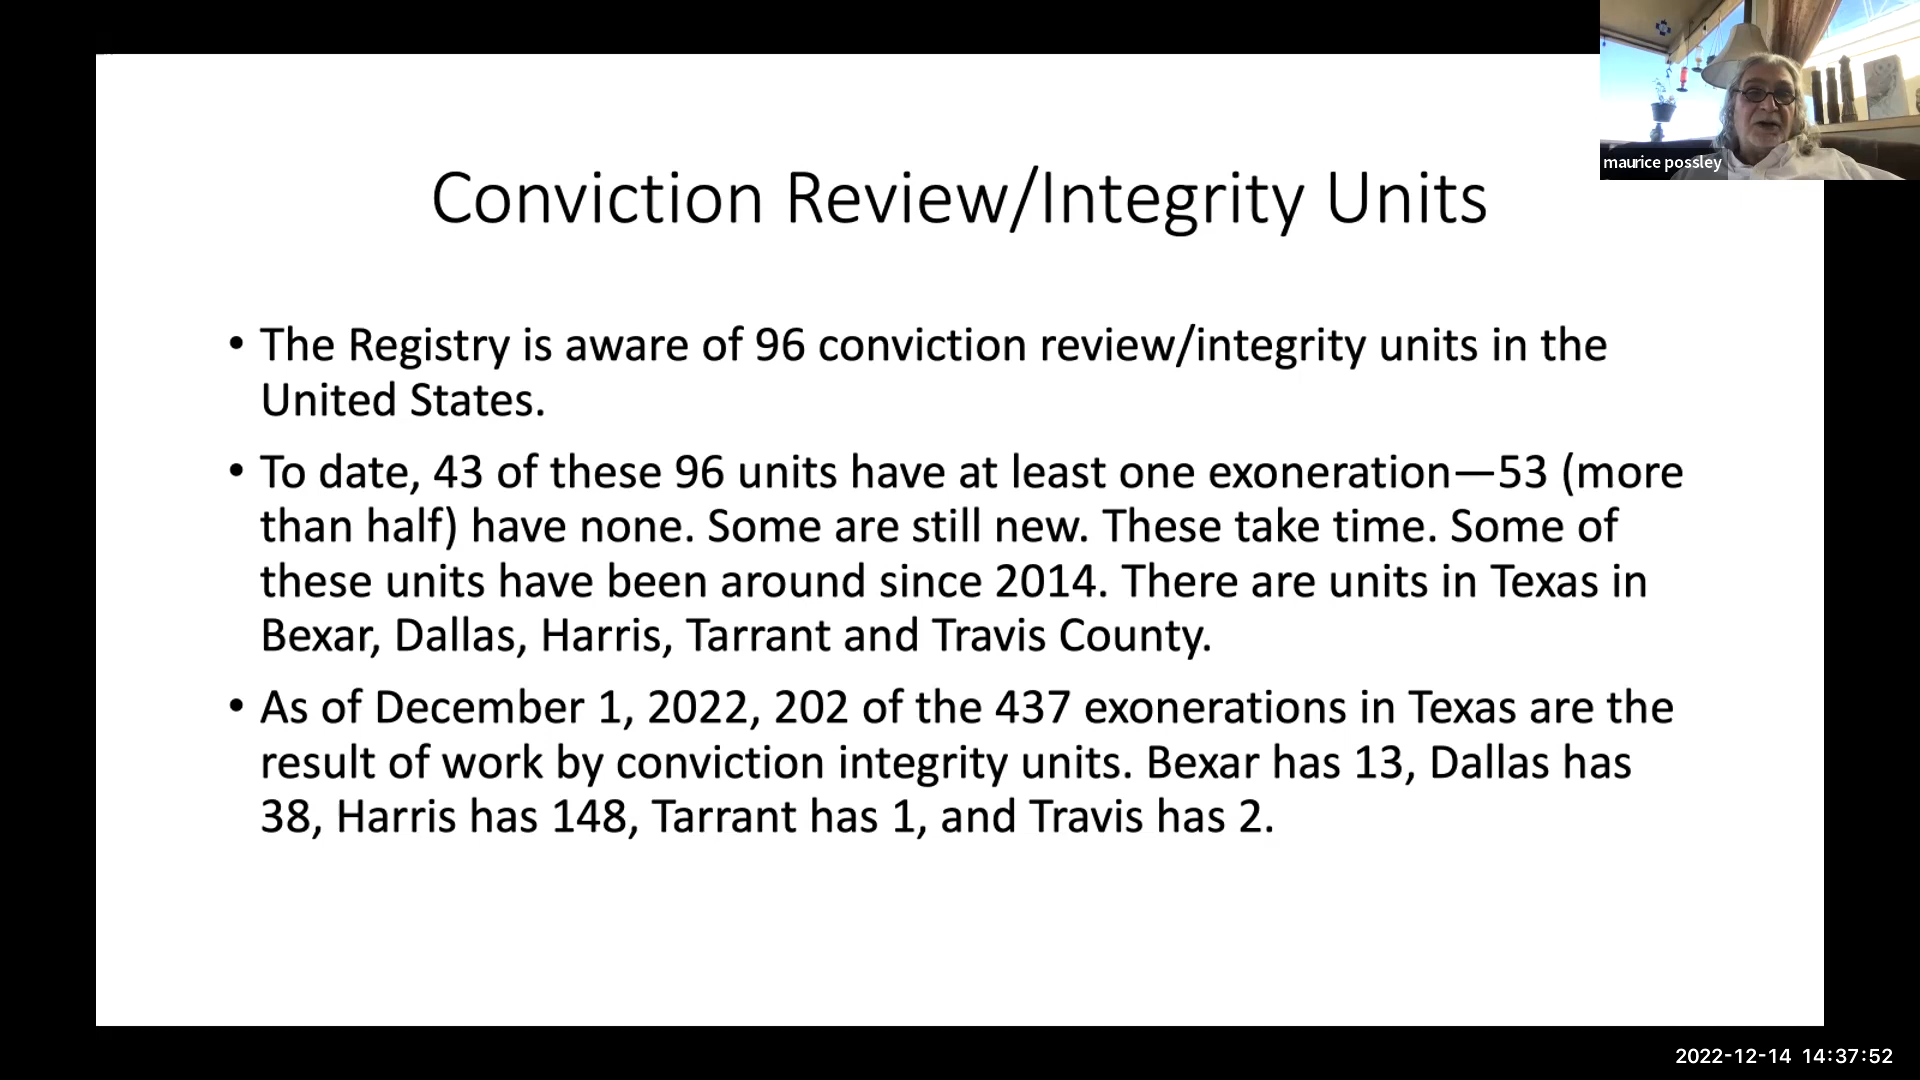 maurice possley
Conviction Review/Integrity Units
• The Registry is aware of 96 conviction review/integrity units in the
United States.
• To date, 43 of these 96 units have at least one exoneration—53 (more
than half) have none. Some are still new. These take time. Some of
these units have been around since 2014. There are units in Texas in
Bexar, Dallas, Harris, Tarrant and Travis County.
• As of December 1, 2022, 202 of the 437 exonerations in Texas are the
result of work by conviction integrity units. Bexar has 13, Dallas has
38, Harris has 148, Tarrant has 1, and Travis has 2.
2022-12-14 14:37:52